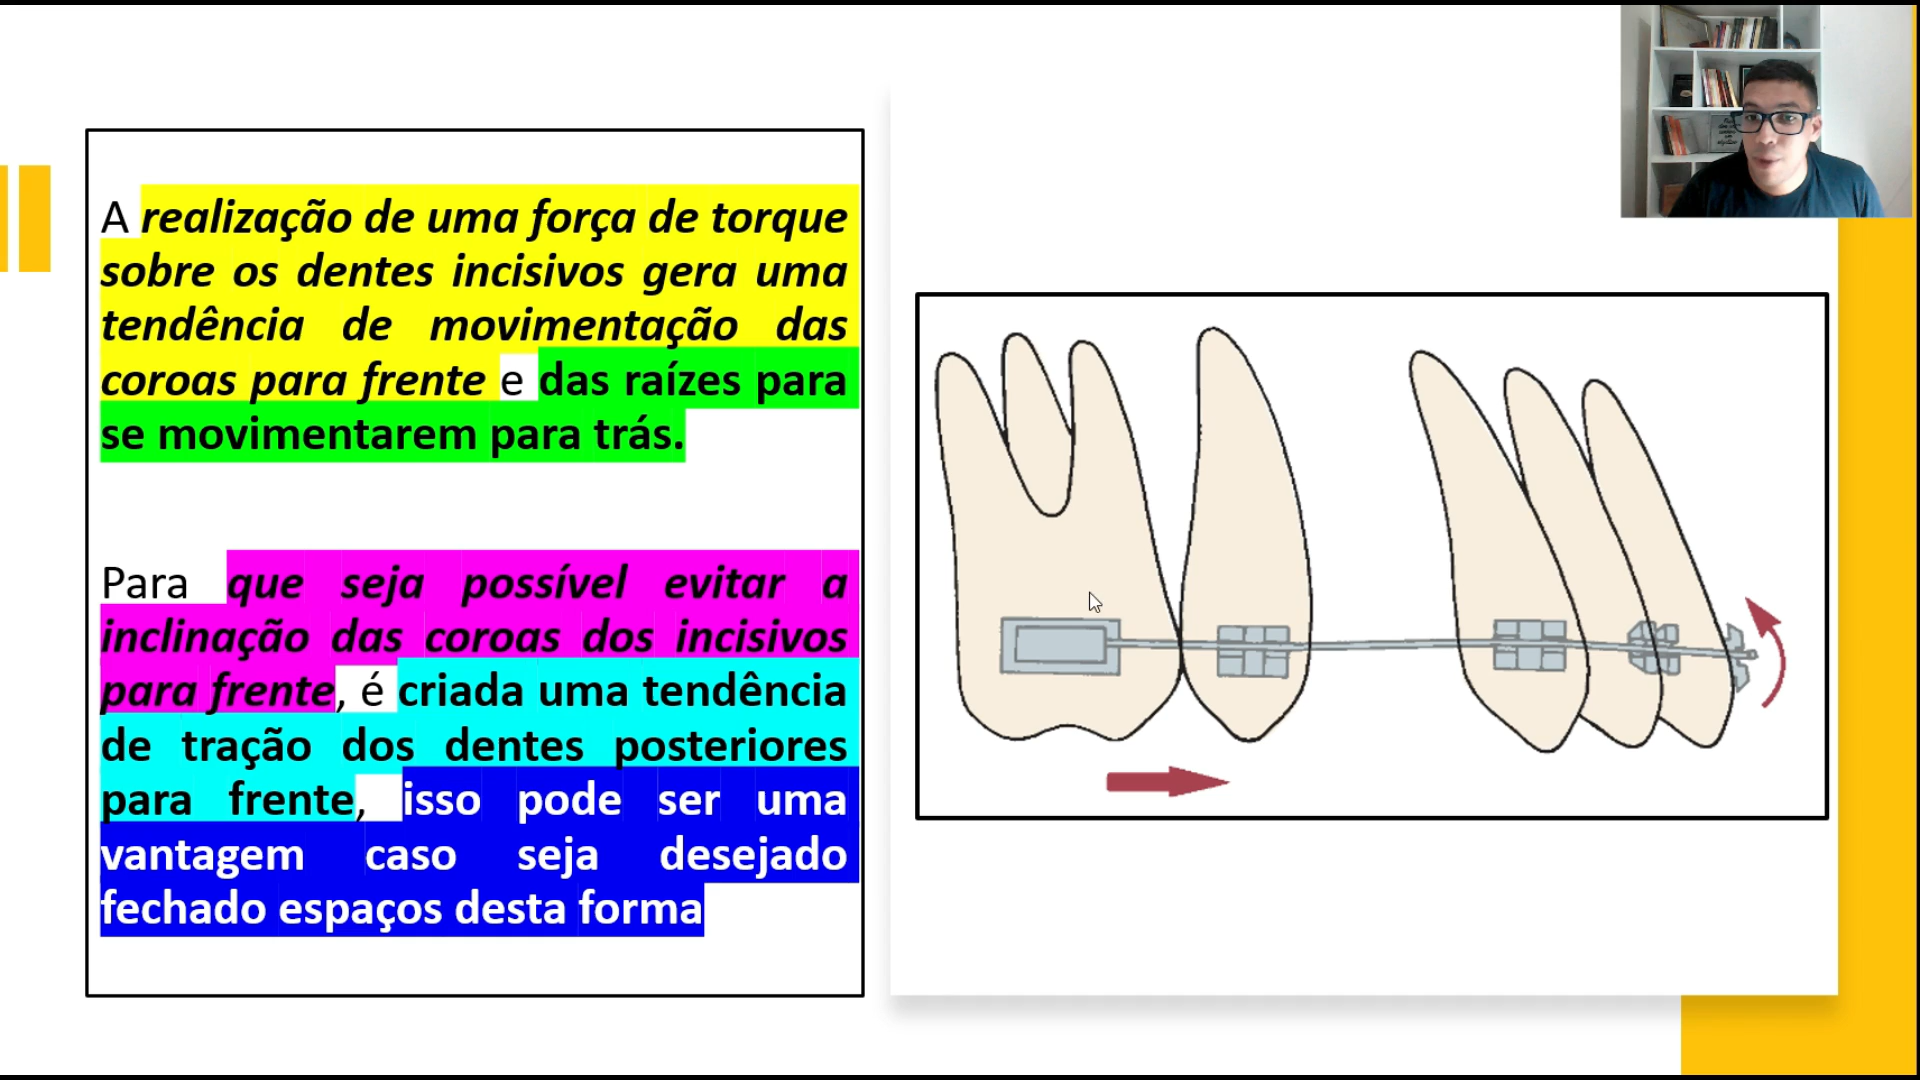 A realização de uma força de torque
sobre os dentes incisivos gera uma
tendência de movimentação das
coroas para frente e das raízes para
se movimentarem para trás.
Para que seja possível evitar a
inclinação das coroas dos incisivos
para frente, é criada uma tendência
de tração dos dentes posteriores
para frente, isso pode ser uma
vantagem caso seja desejado
fechado espaços desta forma